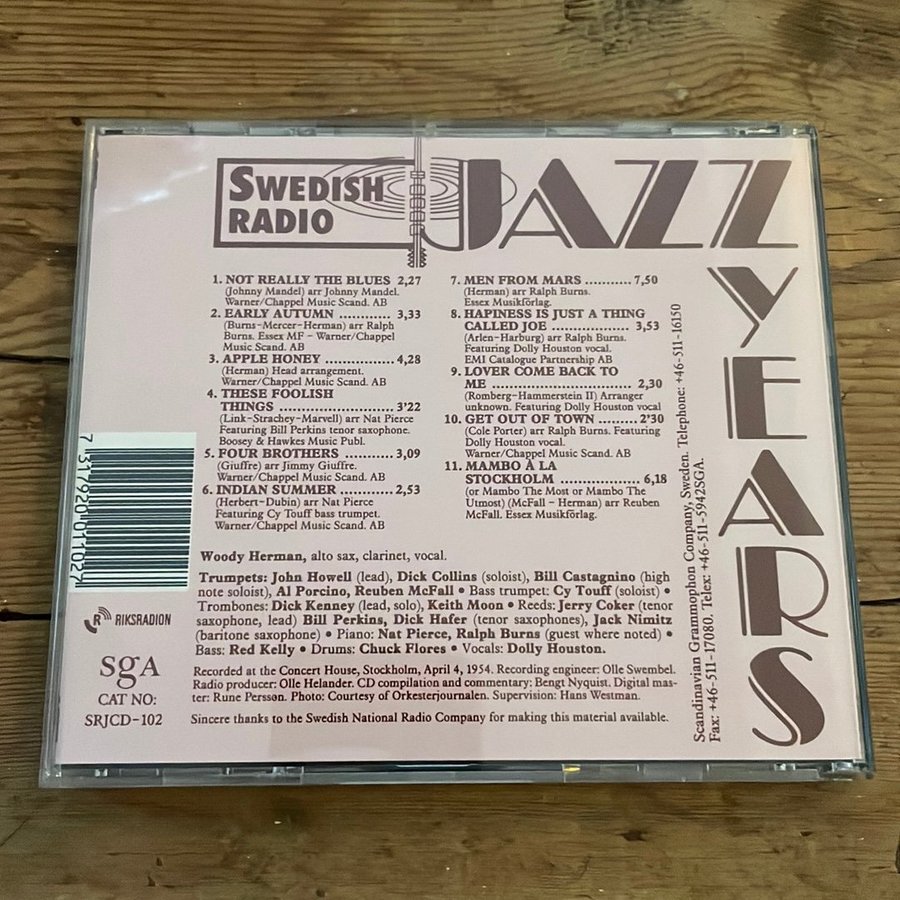 SWEDISH
RADIO
JAZZ
YEARS
1. NOT REALLY THE BLUES 2,27
(Johnny Mandel) arr Johnny Mandel.
Warner/Chappel Music Scand. AB
2. EARLY AUTUMN ............ 3,33
(Burns-Mercer-Herman) arr Ralph
Burns. Essex MF - Warner/Chappel
Music Scand. AB
3. APPLE HONEY ............... 4,28
(Herman) Head arrangement.
Warner/Chappel Music Scand. AB
4. THESE FOOLISH
THINGS ........................ 3'22
(Link-Strachey-Marvell) arr Nat Pierce
Featuring Bill Perkins tenor saxophone.
Boosey & Hawkes Music Publ.
5. FOUR BROTHERS ........... 3,09
(Giuffre) arr Jimmy Giuffre.
Warner/Chappel Music Scand. AB
6. INDIAN SUMMER ............ 2,53
(Herbert-Dubin) arr Nat Pierce
Featuring Cy Touff bass trumpet.
Warner/Chappel Music Scand. AB
7. MEN FROM MARS ........... 7,50
(Herman) arr Ralph Burns.
Essex Musikförlag.
8. HAPINESS IS JUST A THING
CALLED JOE ................... 3,53
(Arlen-Harburg) arr Ralph Burns.
Featuring Dolly Houston vocal.
EMI Catalogue Partnership AB
9. LOVER COME BACK TO
ME ................................. 2,30
(Romberg-Hammerstein II) Arranger
unknown. Featuring Dolly Houston vocal
10. GET OUT OF TOWN ......... 2'30
(Cole Porter) arr Ralph Burns. Featuring
Dolly Houston vocal.
Warner/Chappel Music Scand. AB
11. MAMBO À LA
STOCKHOLM .................... 6,18
(or Mambo The Most or Mambo The
Utmost) (McFall - Herman) arr Reuben
McFall. Essex Musikförlag.
Woody Herman, alto sax, clarinet, vocal.
Trumpets: John Howell (lead), Dick Collins (soloist), Bill Castagnino (high
note soloist), Al Porcino, Reuben McFall • Bass trumpet: Cy Touff (soloist) •
Trombones: Dick Kenney (lead, solo), Keith Moon • Reeds: Jerry Coker (tenor
saxophone, lead) Bill Perkins, Dick Hafer (tenor saxophones), Jack Nimitz
(baritone saxophone) • Piano: Nat Pierce, Ralph Burns (guest where noted) •
Bass: Red Kelly • Drums: Chuck Flores • Vocals: Dolly Houston.
Recorded at the Concert House, Stockholm, April 4, 1954. Recording engineer: Olle Swembel.
Radio producer: Olle Helander. CD compilation and commentary: Bengt Nyquist. Digital mas-
ter: Rune Persson. Photo: Courtesy of Orkesterjournalen. Supervision: Hans Westman.
Sincere thanks to the Swedish National Radio Company for making this material available.
7 317920 011027
R RIKSRADION
sgA
CAT NO:
SRJCD-102
Scandinavian Grammophon Company, Sweden. Telephone: +46-511-16150
Fax: +46-511-17080. Telex: +46-511-5942SGA.